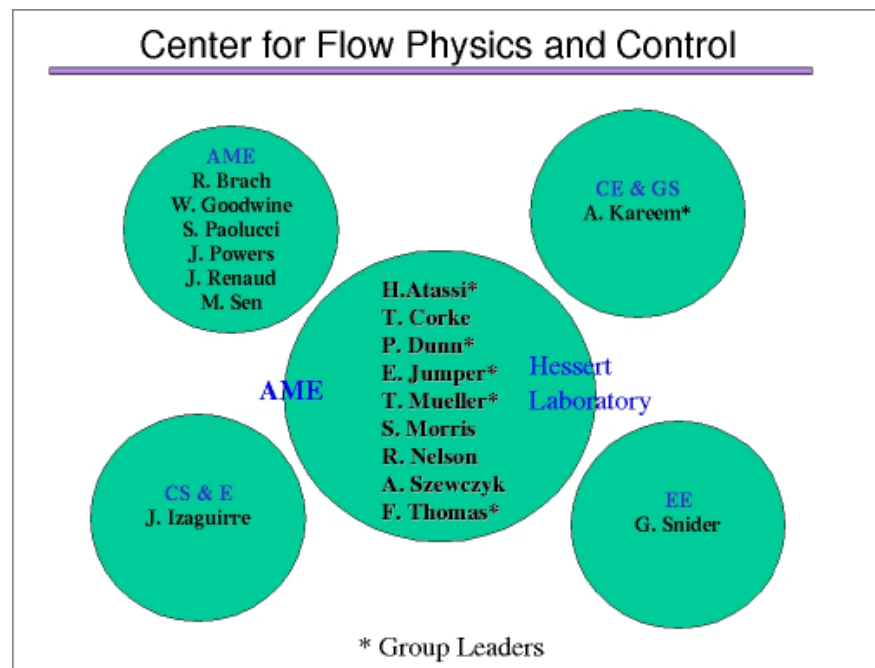 Center for Flow Physics and Control
AME
R. Brach
W. Goodwine
S. Paolucci
J. Powers
J. Renaud
M. Sen
CE & GS
A. Kareem*
AME
H.Atassi*
T. Corke
P. Dunn*
E. Jumper*
T. Mueller*
S. Morris
R. Nelson
A. Szewczyk
F. Thomas*
Hessert
Laboratory
CS & E
J. Izaguirre
EE
G. Snider
* Group Leaders